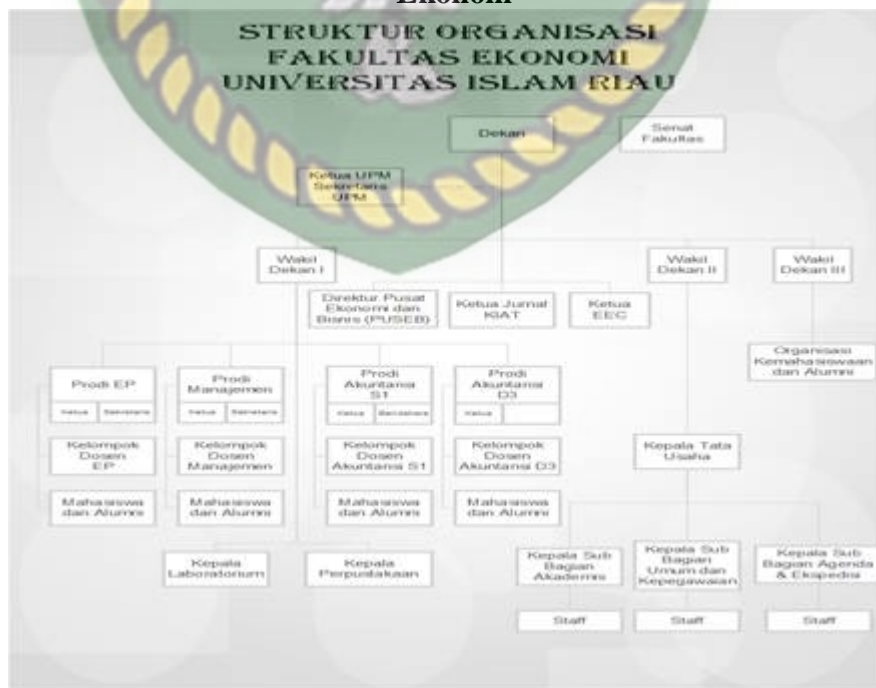 Ekonomi
STRUKTUR ORGANISASI
FAKULTAS EKONOMI
UNIVERSITAS ISLAM RIAU
Dekan
Senat
Fakultas
Ketua UPM
Sekretaris
UPM
Wakil
Dekan I
Wakil
Dekan II
Wakil
Dekan III
Direktur Pusat
Ekonomi dan
Bisnis (PUSEB)
Ketua Jurnal
KIAT
Ketua
EEC
Organisasi
Kemahasiswaan
dan Alumni
Prodi EP
Ketua
Sekretaris
Prodi
Manajemen
Ketua
Sekretaris
Prodi
Akuntansi
S1
Ketua
Sekretaris
Prodi
Akuntansi
D3
Ketua
Kelompok
Dosen
EP
Kelompok
Dosen
Manajemen
Kelompok
Dosen
Akuntansi S1
Kelompok
Dosen
Akuntansi D3
Kepala Tata
Usaha
Mahasiswa
dan Alumni
Mahasiswa
dan Alumni
Mahasiswa
dan Alumni
Mahasiswa
dan Alumni
Kepala
Laboratorium
Kepala
Perpustakaan
Kepala Sub
Bagian
Akademis
Kepala Sub
Bagian
Umum dan
Kepegawaian
Kepala Sub
Bagian Agenda
& Ekspedisi
Staff
Staff
Staff